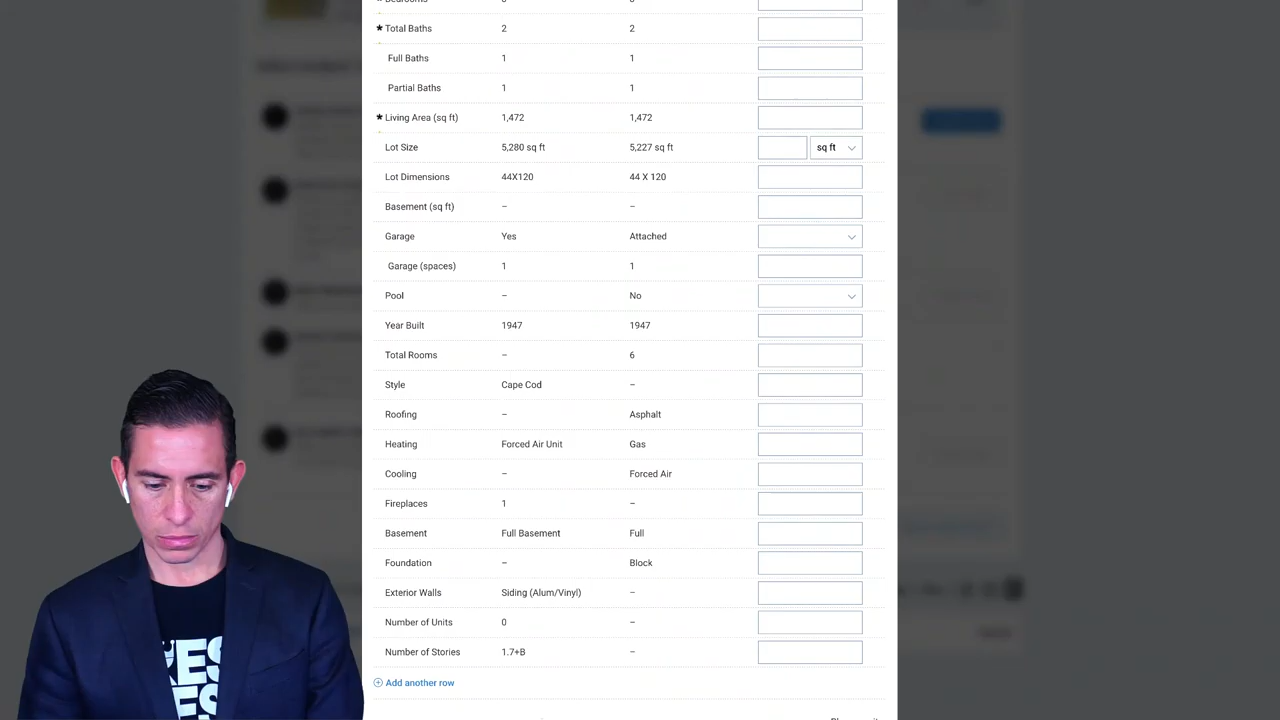 * Total Baths 2 2
Full Baths 1 1
Partial Baths 1 1
* Living Area (sq ft) 1,472 1,472
Lot Size 5,280 sq ft 5,227 sq ft sq ft
Lot Dimensions 44X120 44 X 120
Basement (sq ft) – –
Garage Yes Attached
Garage (spaces) 1 1
Pool – No
Year Built 1947 1947
Total Rooms – 6
Style Cape Cod –
Roofing – Asphalt
Heating Forced Air Unit Gas
Cooling – Forced Air
Fireplaces 1 –
Basement Full Basement Full
Foundation – Block
Exterior Walls Siding (Alum/Vinyl) –
Number of Units 0 –
Number of Stories 1.7+B –
Add another row